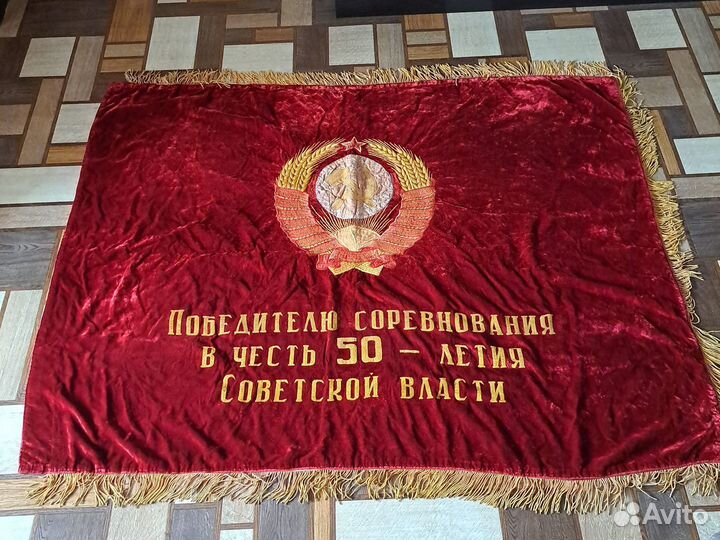 Победителю соревнования
в честь 50 – летия
Советской власти
Avito